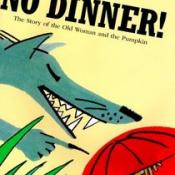 NO DINNER!
The Story of the Old Woman and the Pumpkin